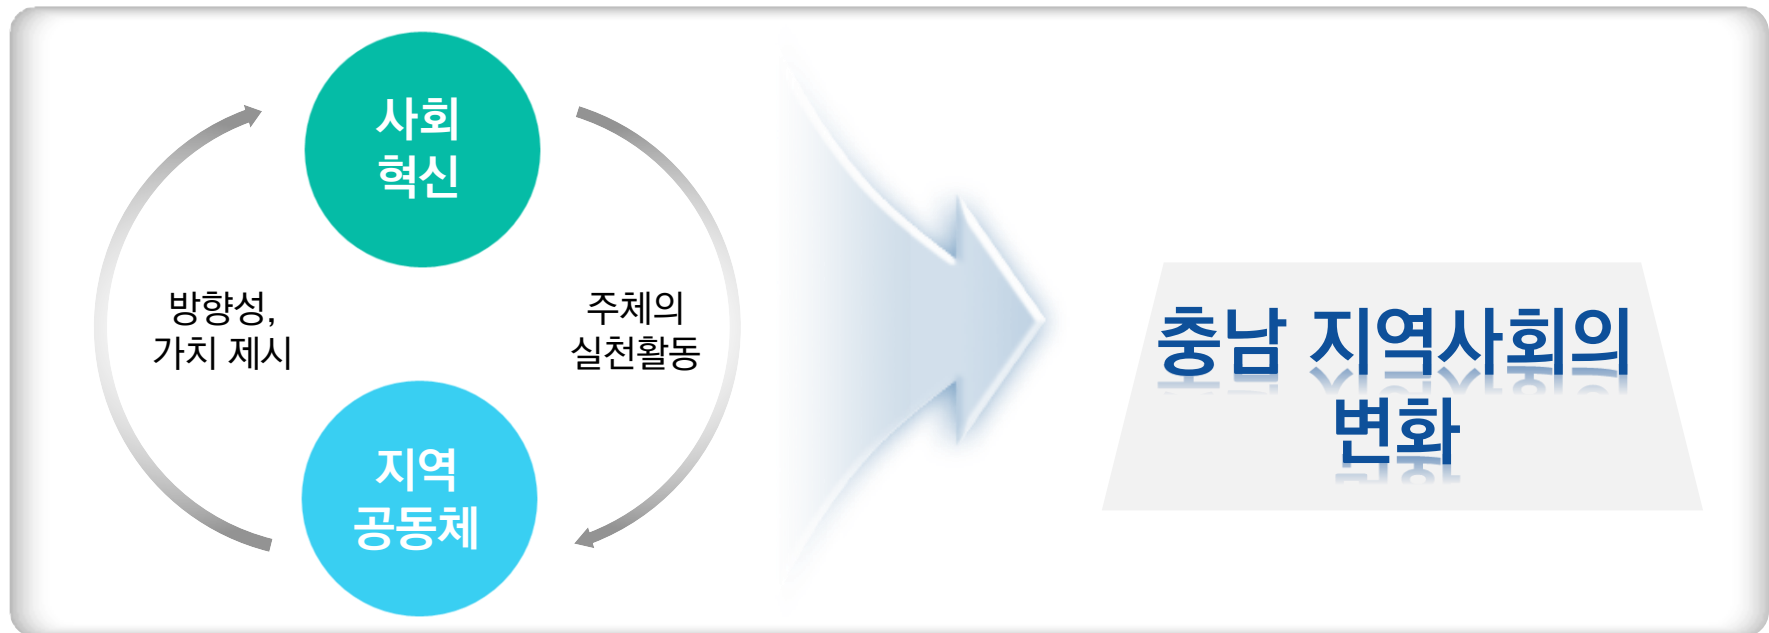 사회
혁신
방향성,
가치 제시
주체의
실천활동
지역
공동체
충남 지역사회의
변화